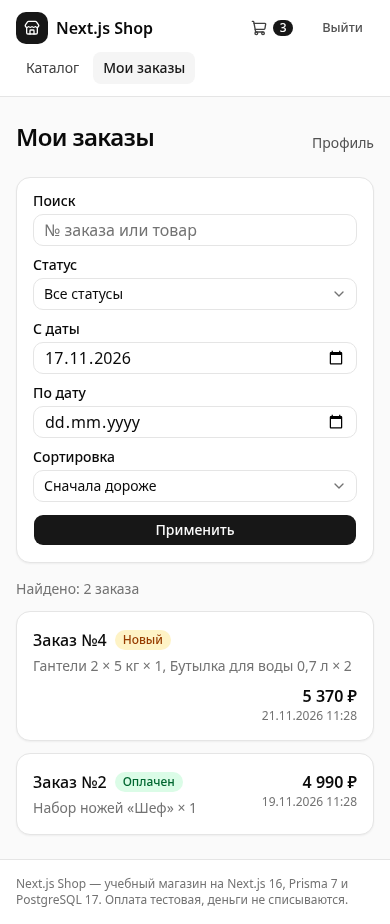 Next.js Shop
3
Выйти
Каталог
Мои заказы
Мои заказы
Профиль
Поиск
№ заказа или товар
Статус
Все статусы
С даты
17.11.2026
По дату
dd.mm.yyyy
Сортировка
Сначала дороже
Применить
Найдено: 2 заказа
Заказ №4
Новый
Гантели 2 × 5 кг × 1, Бутылка для воды 0,7 л × 2
5 370 ₽
21.11.2026 11:28
Заказ №2
Оплачен
4 990 ₽
Набор ножей «Шеф» × 1
19.11.2026 11:28
Next.js Shop — учебный магазин на Next.js 16, Prisma 7 и
PostgreSQL 17. Оплата тестовая, деньги не списываются.